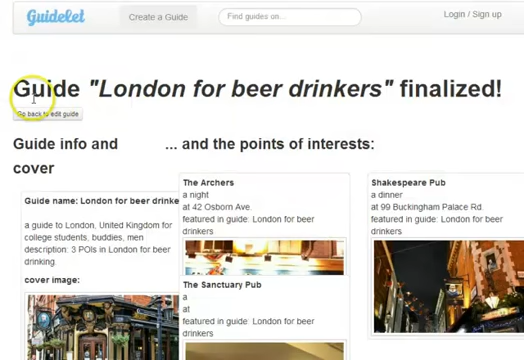 Guidelet
Create a Guide
Find guides on...
Login / Sign up
Guide "London for beer drinkers" finalized!
Go back to edit guide
Guide info and
cover
... and the points of interests:
Guide name: London for beer drinke
a guide to London, United Kingdom for
college students, buddies, men
description: 3 POIs in London for beer
drinking.
cover image:
The Archers
a night
at 42 Osborn Ave.
featured in guide: London for beer
drinkers
The Sanctuary Pub
a
at
featured in guide: London for beer
drinkers
Shakespeare Pub
a dinner
at 99 Buckingham Palace Rd.
featured in guide: London for beer
drinkers